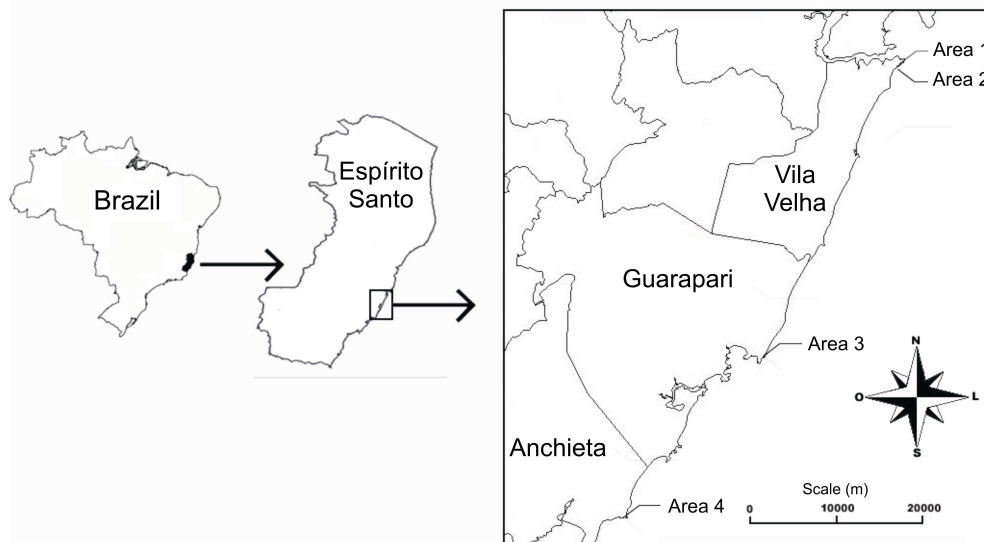 Brazil
Espírito
Santo
Area 1
Area 2
Vila
Velha
Guarapari
Area 3
N
O
L
S
Anchieta
Area 4
Scale (m)
0
10000
20000